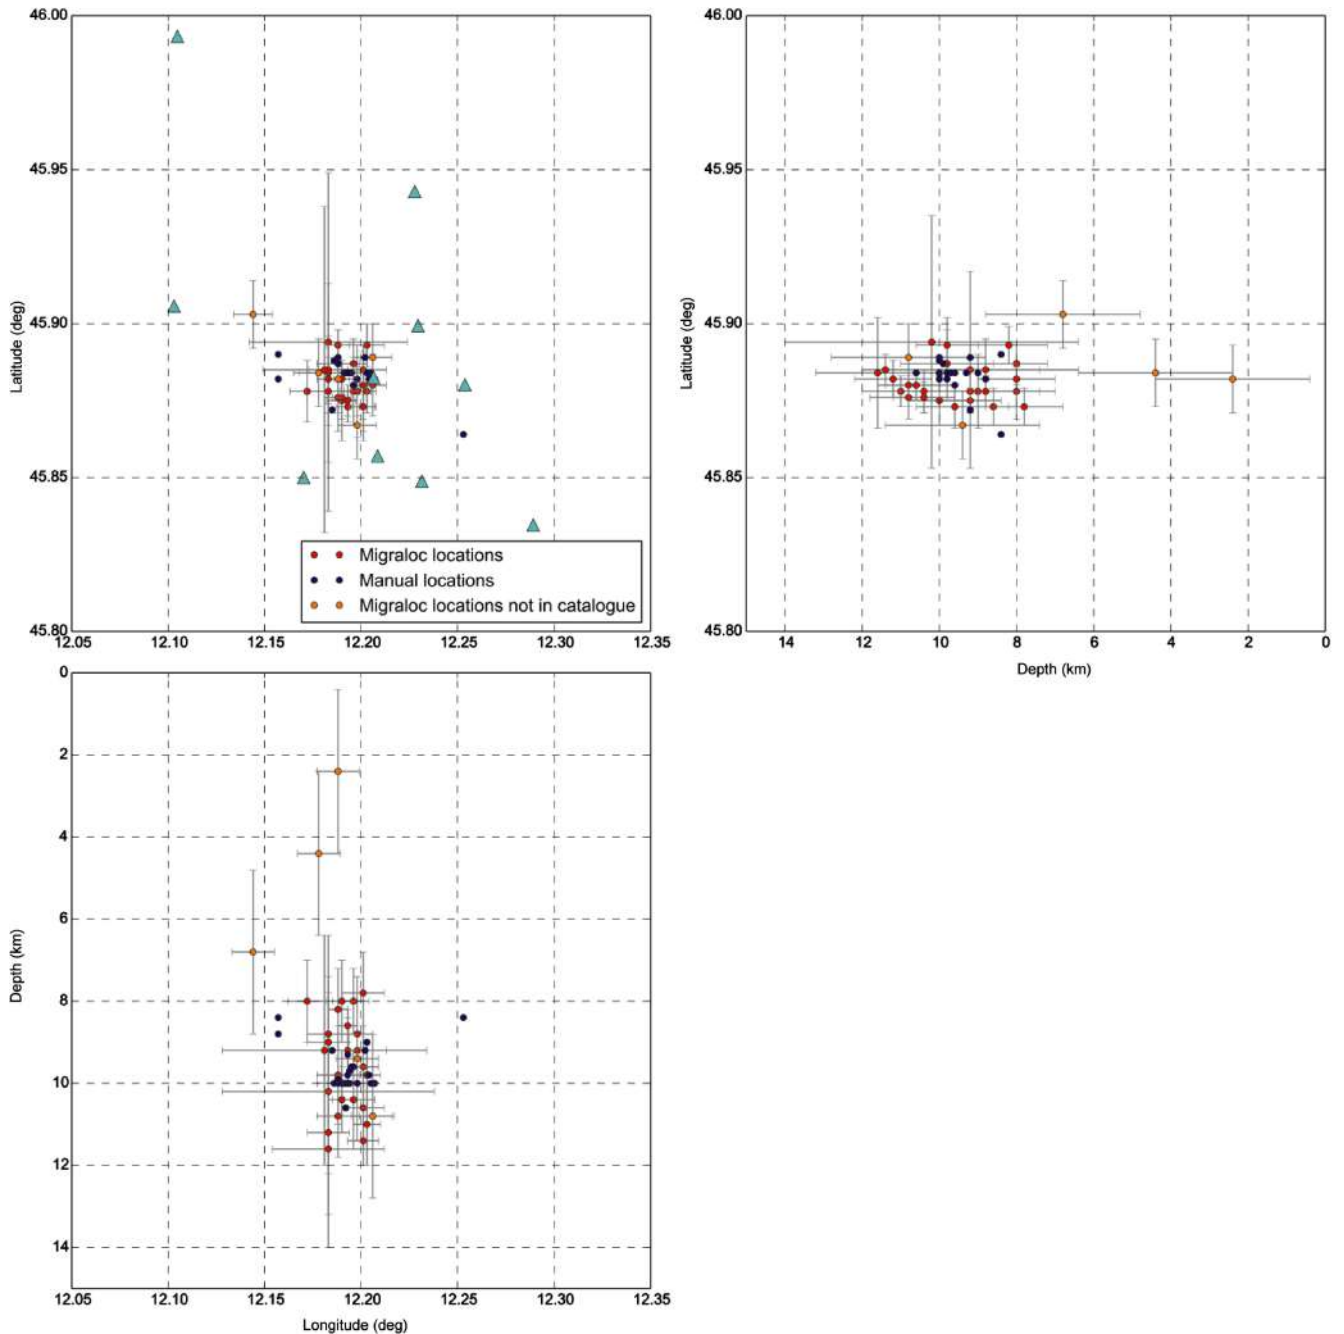 46.00
45.95
45.90
45.85
45.80
Latitude (deg)
12.05 12.10 12.15 12.20 12.25 12.30 12.35
Migraloc locations
Manual locations
Migraloc locations not in catalogue
46.00
45.95
45.90
45.85
45.80
Latitude (deg)
14 12 10 8 6 4 2 0
Depth (km)
0
2
4
6
8
10
12
14
Depth (km)
12.05 12.10 12.15 12.20 12.25 12.30 12.35
Longitude (deg)